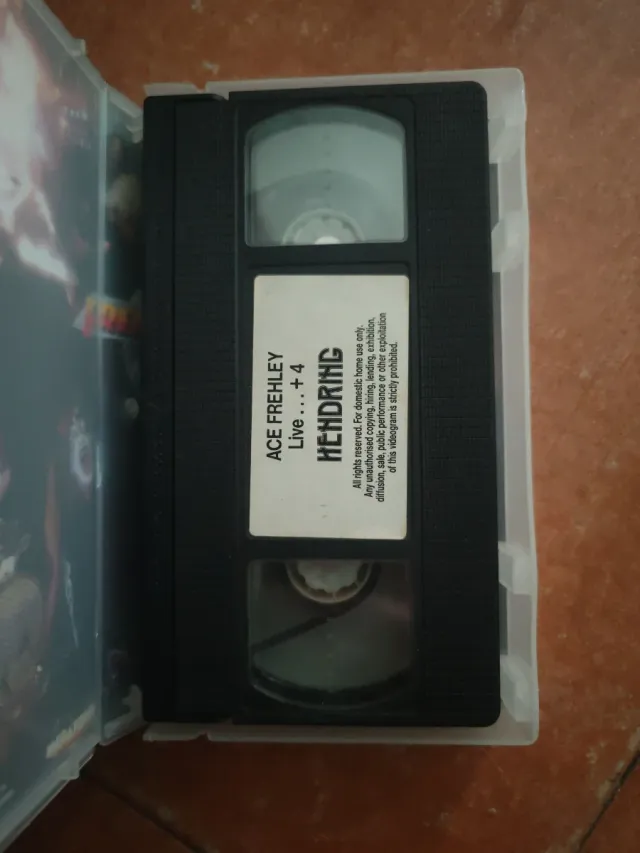 ACE FREHLEY
Live . . . + 4
HENDRING
All rights reserved. For domestic home use only.
Any unauthorised copying, hiring, lending, exhibition,
diffusion, sale, public performance or other exploitation
of this videogram is strictly prohibited.